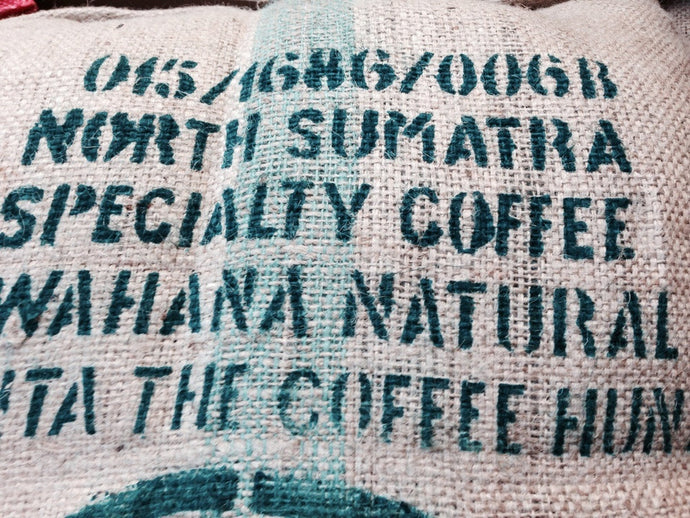 015/1686/006B
NORTH SUMATRA
SPECIALTY COFFEE
WAHANA NATURAL
THE COFFEE